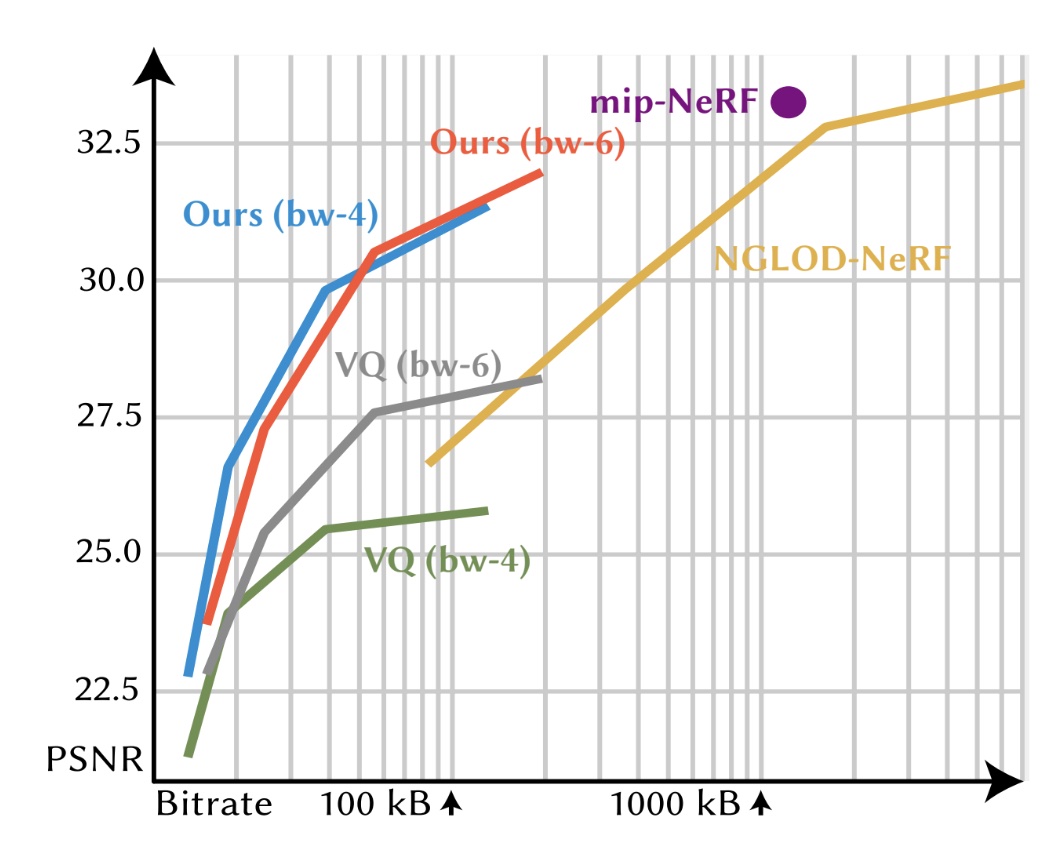 mip-NeRF
32.5
Ours (bw-6)
Ours (bw-4)
NGLOD-NeRF
30.0
VQ (bw-6)
27.5
25.0
VQ (bw-4)
22.5
PSNR
Bitrate 100 kB 1000 kB